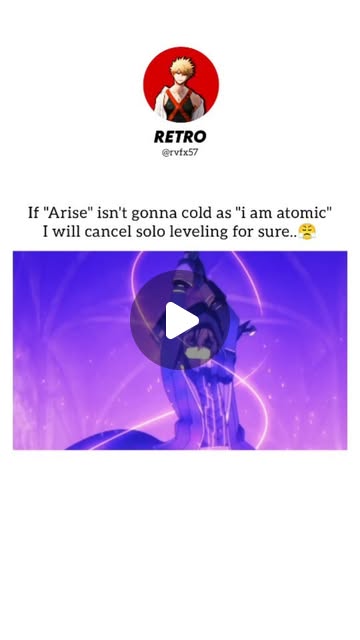 RETRO
@rvfx57
If "Arise" isn't gonna cold as "i am atomic"
I will cancel solo leveling for sure..😤